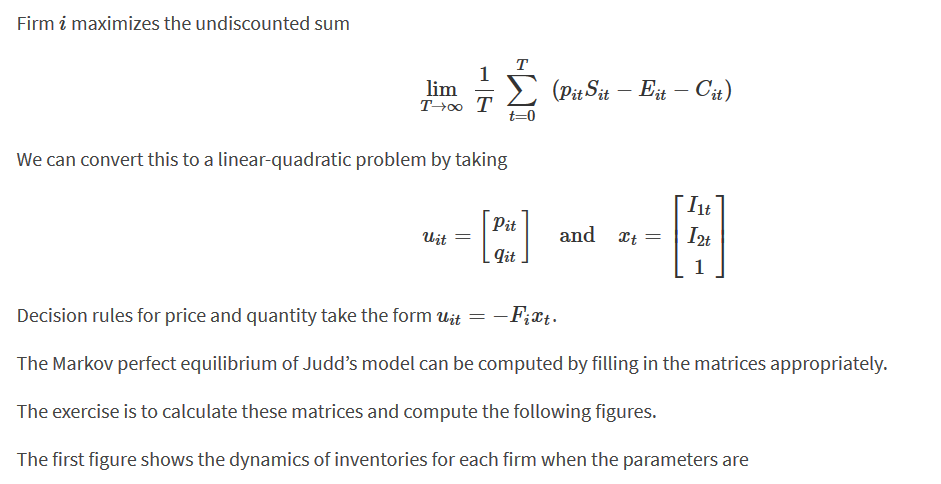 Firm i maximizes the undiscounted sum
lim_{T→∞} \frac{1}{T} \sum_{t=0}^{T} (p_{it}S_{it} − E_{it} − C_{it})
We can convert this to a linear-quadratic problem by taking
u_{it} = \begin{bmatrix} p_{it} \\ q_{it} \end{bmatrix} and x_t = \begin{bmatrix} I_{1t} \\ I_{2t} \\ 1 \end{bmatrix}
Decision rules for price and quantity take the form u_{it} = −F_i x_t.
The Markov perfect equilibrium of Judd’s model can be computed by filling in the matrices appropriately.
The exercise is to calculate these matrices and compute the following figures.
The first figure shows the dynamics of inventories for each firm when the parameters are